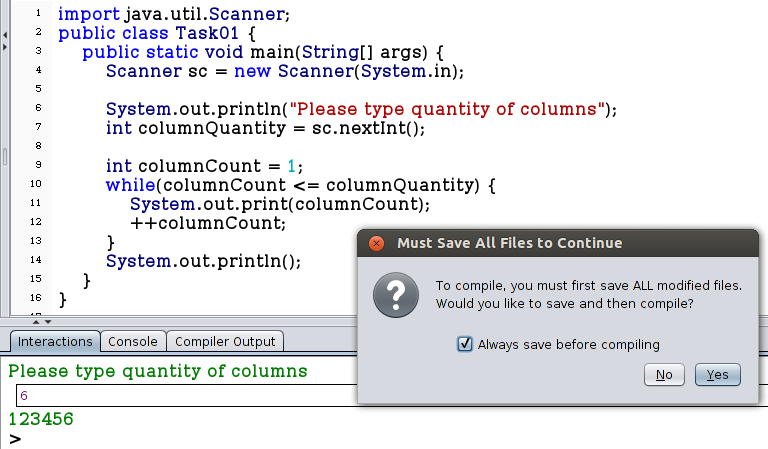 1 import java.util.Scanner;
2 public class Task01 {
3 public static void main(String[] args) {
4 Scanner sc = new Scanner(System.in);
5
6 System.out.println("Please type quantity of columns");
7 int columnQuantity = sc.nextInt();
8
9 int columnCount = 1;
10 while(columnCount <= columnQuantity) {
11 System.out.print(columnCount);
12 ++columnCount;
13 }
14 System.out.println();
15 }
16 }
Must Save All Files to Continue
To compile, you must first save ALL modified files.
Would you like to save and then compile?
Always save before compiling
No Yes
Interactions Console Compiler Output
Please type quantity of columns
6
123456
>